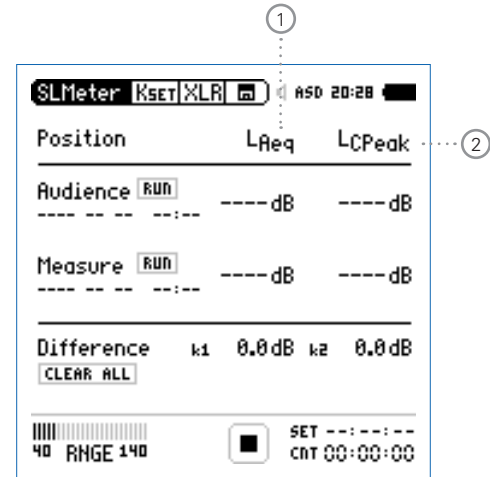 1
SLMeter KSET XLR ASD 20:28
Position LAeq LCPeak 2
Audience RUN ----dB ----dB
---- -- -- --:--
Measure RUN ----dB ----dB
---- -- -- --:--
Difference k1 0.0dB k2 0.0dB
CLEAR ALL
SET --:--:--
40 RNGE 140 CNT 00:00:00